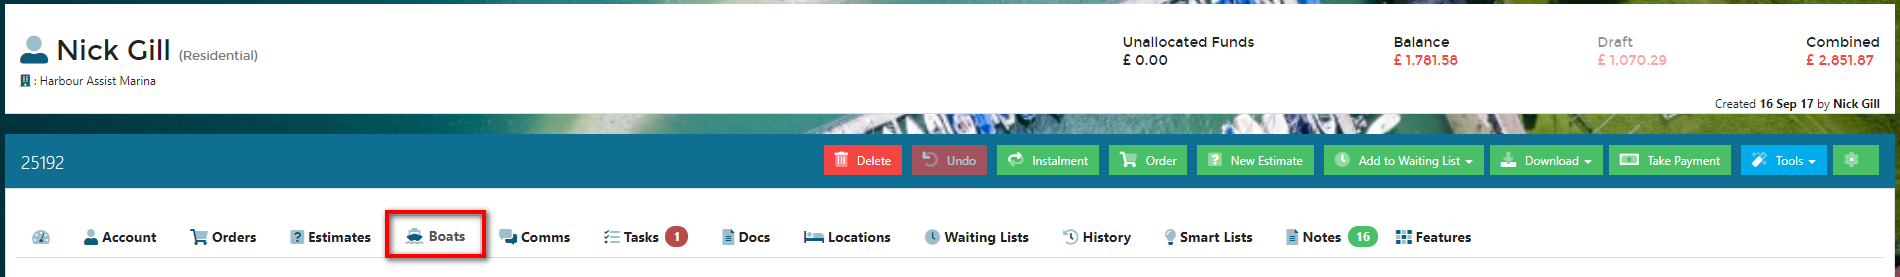 Nick Gill (Residential)
: Harbour Assist Marina
Unallocated Funds
£ 0.00
Balance
£ 1,781.58
Draft
£ 1,070.29
Combined
£ 2,851.87
Created 16 Sep 17 by Nick Gill
25192
Delete
Undo
Instalment
Order
New Estimate
Add to Waiting List
Download
Take Payment
Tools
Account
Orders
Estimates
Boats
Comms
Tasks 1
Docs
Locations
Waiting Lists
History
Smart Lists
Notes 16
Features